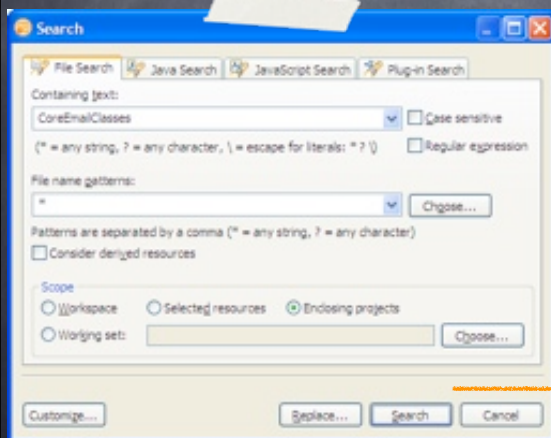 Search
File Search Java Search JavaScript Search Plug-in Search
Containing text:
CoreEmailClasses Case sensitive
(* = any string, ? = any character, \ = escape for literals: * ? \) Regular expression
File name patterns:
* Choose...
Patterns are separated by a comma (* = any string, ? = any character)
Consider derived resources
Scope
Workspace Selected resources Enclosing projects
Working set: Choose...
Customize... Replace... Search Cancel